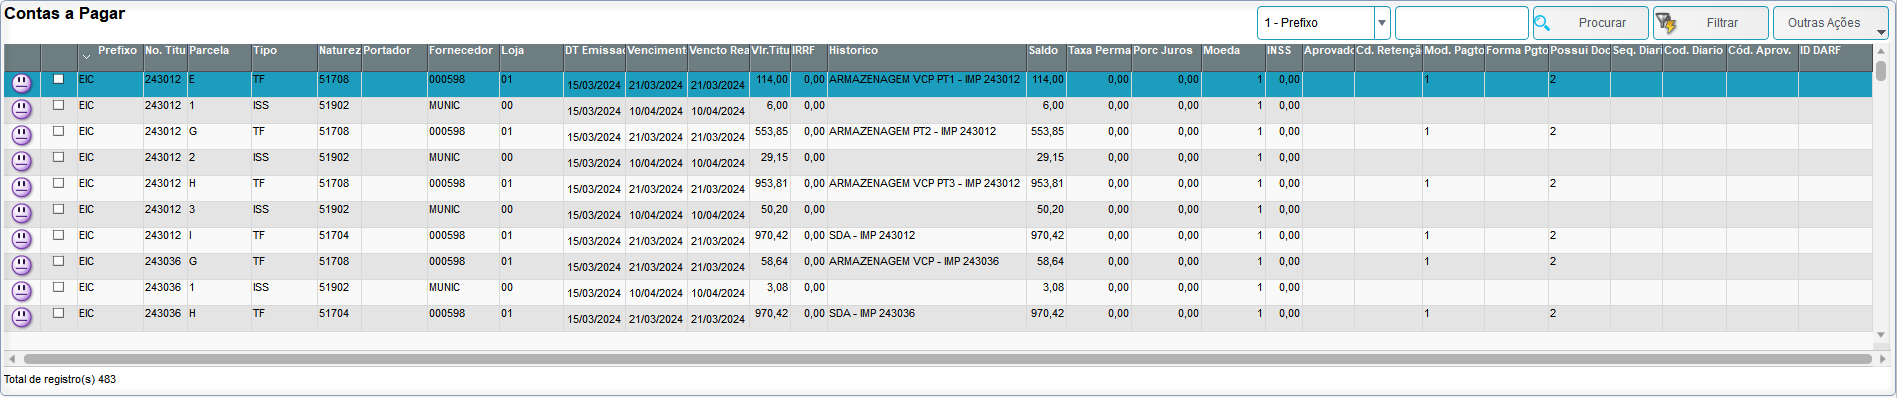 Contas a Pagar
1 - Prefixo
Procurar
Filtrar
Outras Ações
Prefixo No. Titu Parcela Tipo Naturez Portador Fornecedor Loja DT Emissac Venciment Vencto Rea Vlr.Titu IRRF Historico Saldo Taxa Perma Porc Juros Moeda INSS Aprovado Cd. Retençã Mod. Pagto Forma Pgto Possui Doc Seq. Diari Cod. Diario Cód. Aprov. ID DARF
EIC 243012 E TF 51708 000598 01 15/03/2024 21/03/2024 21/03/2024 114,00 0,00 ARMAZENAGEM VCP PT1 - IMP 243012 114,00 0,00 0,00 1 0,00 1 2
EIC 243012 1 ISS 51902 MUNIC 00 15/03/2024 10/04/2024 10/04/2024 6,00 0,00 6,00 0,00 0,00 1 0,00
EIC 243012 G TF 51708 000598 01 15/03/2024 21/03/2024 21/03/2024 553,85 0,00 ARMAZENAGEM PT2 - IMP 243012 553,85 0,00 0,00 1 0,00 1 2
EIC 243012 2 ISS 51902 MUNIC 00 15/03/2024 10/04/2024 10/04/2024 29,15 0,00 29,15 0,00 0,00 1 0,00
EIC 243012 H TF 51708 000598 01 15/03/2024 21/03/2024 21/03/2024 953,81 0,00 ARMAZENAGEM VCP PT3 - IMP 243012 953,81 0,00 0,00 1 0,00 1 2
EIC 243012 3 ISS 51902 MUNIC 00 15/03/2024 10/04/2024 10/04/2024 50,20 0,00 50,20 0,00 0,00 1 0,00
EIC 243012 I TF 51704 000598 01 15/03/2024 21/03/2024 21/03/2024 970,42 0,00 SDA - IMP 243012 970,42 0,00 0,00 1 0,00 1 2
EIC 243036 G TF 51708 000598 01 15/03/2024 21/03/2024 21/03/2024 58,64 0,00 ARMAZENAGEM VCP - IMP 243036 58,64 0,00 0,00 1 0,00 1 2
EIC 243036 1 ISS 51902 MUNIC 00 15/03/2024 10/04/2024 10/04/2024 3,08 0,00 3,08 0,00 0,00 1 0,00
EIC 243036 H TF 51704 000598 01 15/03/2024 21/03/2024 21/03/2024 970,42 0,00 SDA - IMP 243036 970,42 0,00 0,00 1 0,00 1 2
Total de registro(s) 483